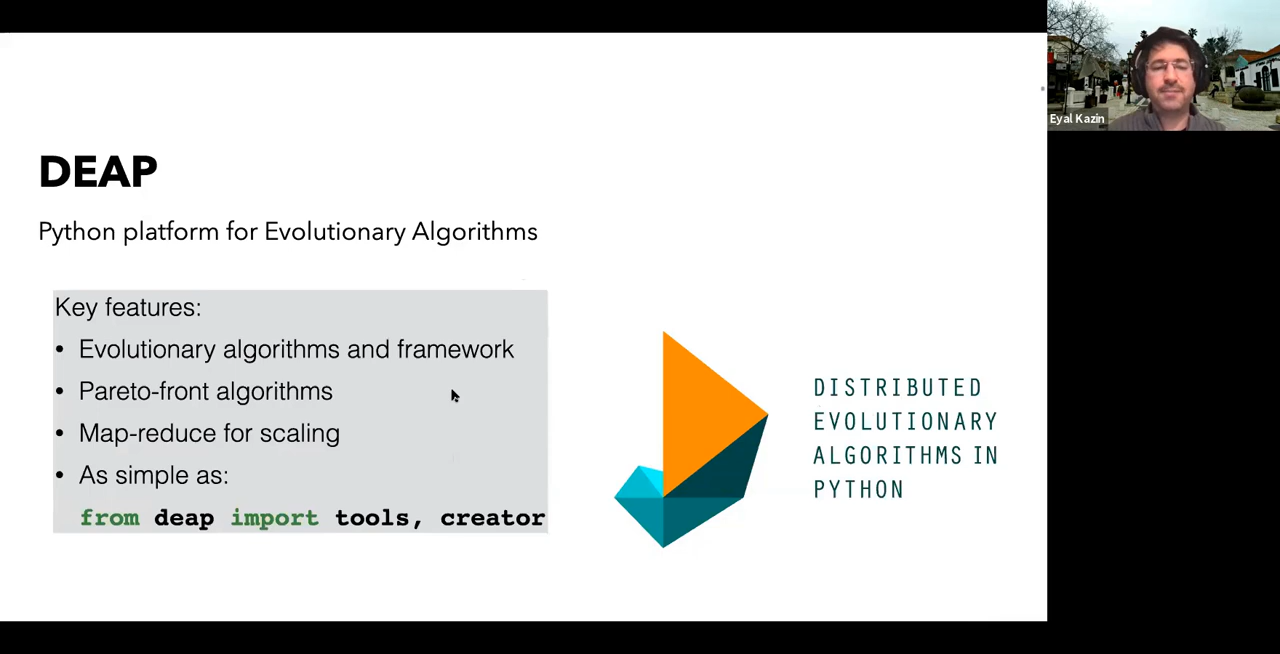 DEAP
Python platform for Evolutionary Algorithms
Key features:
• Evolutionary algorithms and framework
• Pareto-front algorithms
• Map-reduce for scaling
• As simple as:
from deap import tools, creator
DISTRIBUTED
EVOLUTIONARY
ALGORITHMS IN
PYTHON
Eyal Kazin